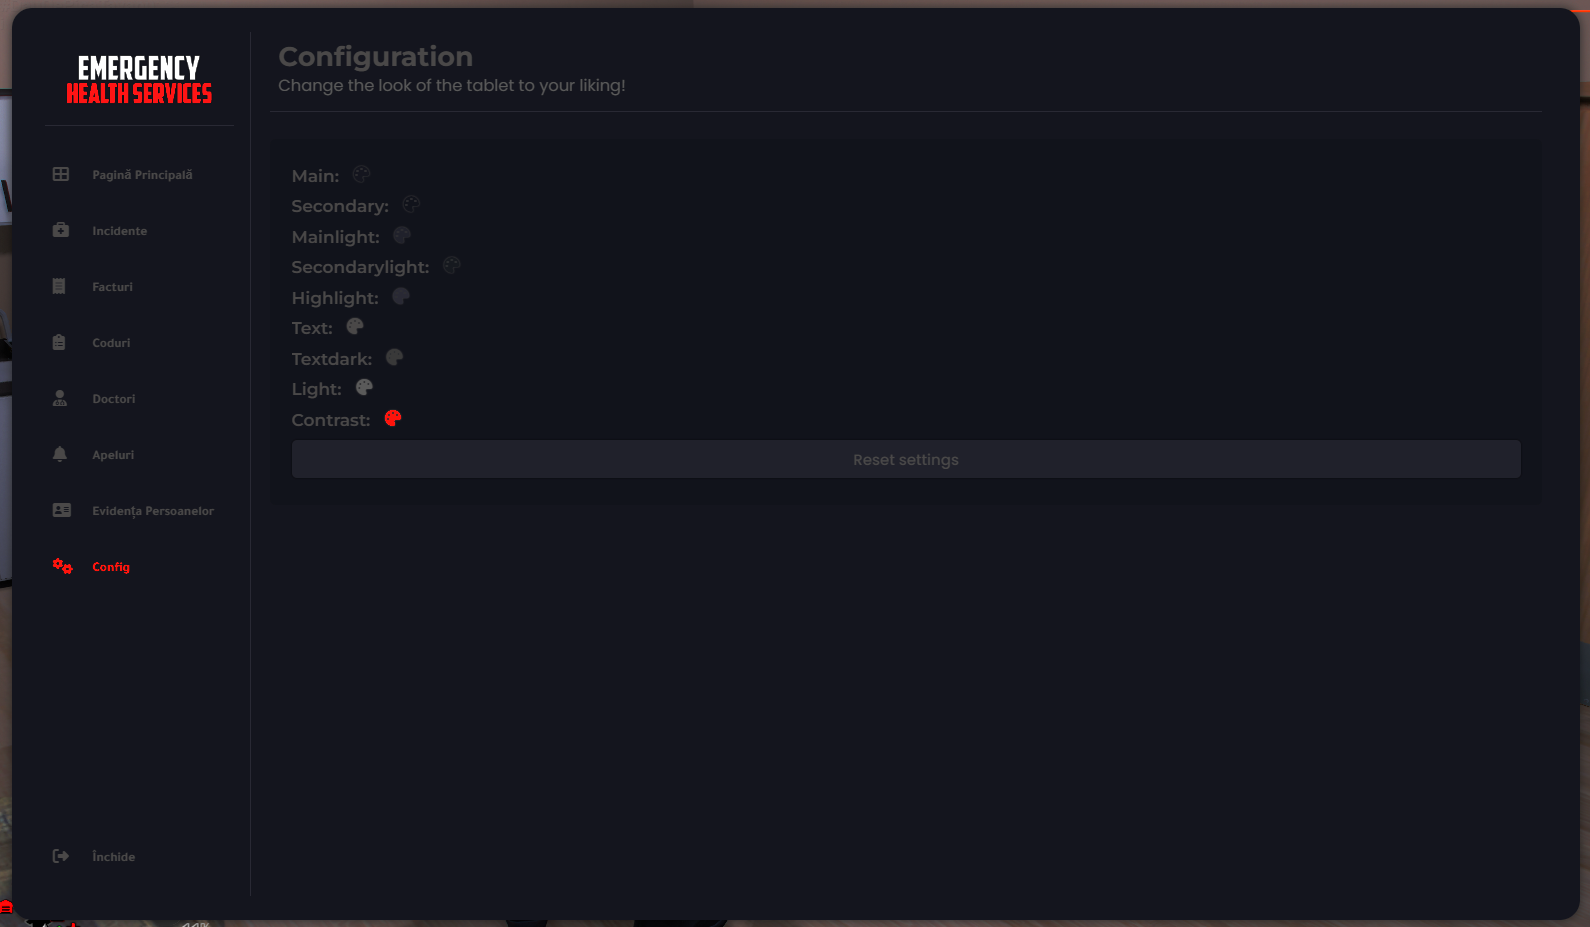 EMERGENCY
HEALTH SERVICES
Pagină Principală
Incidente
Facturi
Coduri
Doctori
Apeluri
Evidența Persoanelor
Config
Închide
Configuration
Change the look of the tablet to your liking!
Main:
Secondary:
Mainlight:
Secondarylight:
Highlight:
Text:
Textdark:
Light:
Contrast:
Reset settings